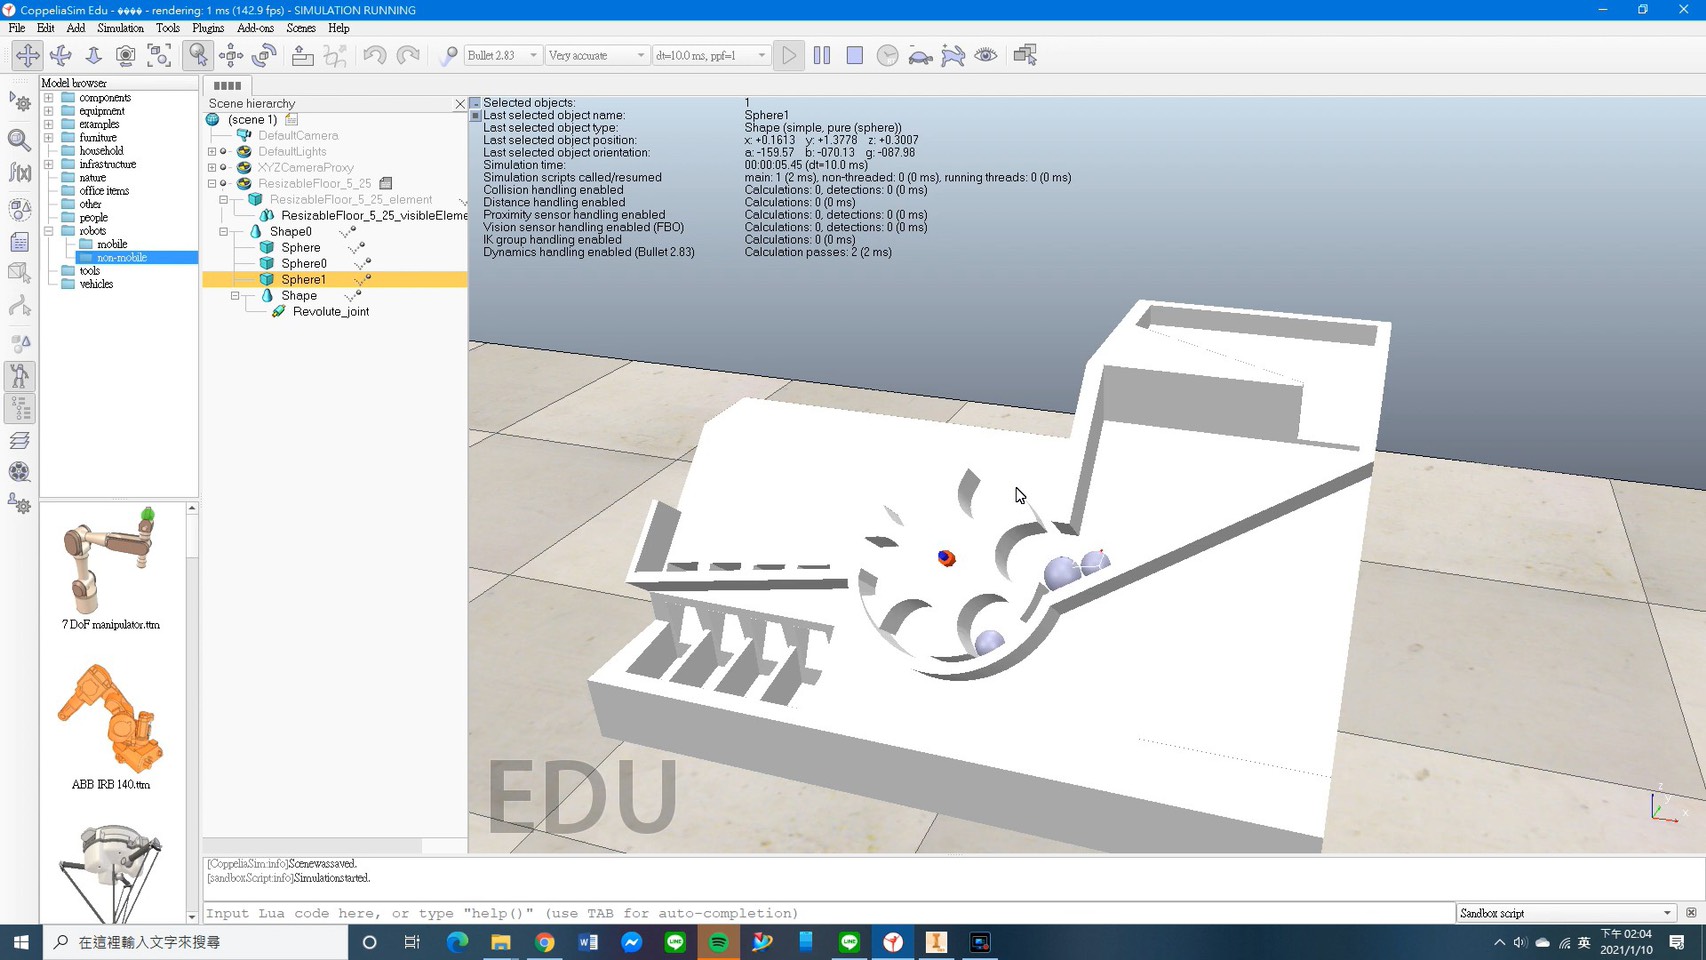 CoppeliaSim Edu - ���� - rendering: 1 ms (142.9 fps) - SIMULATION RUNNING
File Edit Add Simulation Tools Plugins Add-ons Scenes Help
Bullet 2.83 Very accurate dt=10.0 ms, ppf=1
Model browser
components
equipment
examples
furniture
household
infrastructure
nature
office items
other
people
robots
mobile
non-mobile
tools
vehicles
7 DoF manipulator.ttm
ABB IRB 140.ttm
Scene hierarchy
(scene 1)
DefaultCamera
DefaultLights
XYZCameraProxy
ResizableFloor_5_25
ResizableFloor_5_25_element
ResizableFloor_5_25_visibleEleme
Shape0
Sphere
Sphere0
Sphere1
Shape
Revolute_joint
Selected objects: 1
Last selected object name: Sphere1
Last selected object type: Shape (simple, pure (sphere))
Last selected object position: x: +0.1613 y: +1.3778 z: +0.3007
Last selected object orientation: a: -159.57 b: -070.13 g: -087.98
Simulation time: 00:00:05.45 (dt=10.0 ms)
Simulation scripts called/resumed main: 1 (2 ms), non-threaded: 0 (0 ms), running threads: 0 (0 ms)
Collision handling enabled Calculations: 0, detections: 0 (0 ms)
Distance handling enabled Calculations: 0 (0 ms)
Proximity sensor handling enabled Calculations: 0, detections: 0 (0 ms)
Vision sensor handling enabled (FBO) Calculations: 0, detections: 0 (0 ms)
IK group handling enabled Calculations: 0 (0 ms)
Dynamics handling enabled (Bullet 2.83) Calculation passes: 2 (2 ms)
EDU
z
y
x
[CoppeliaSim:info]Scenewassaved.
[sandboxScript:info]Simulationstarted.
Input Lua code here, or type "help()" (use TAB for auto-completion)
Sandbox script
在這裡輸入文字來搜尋
英
下午 02:04
2021/1/10